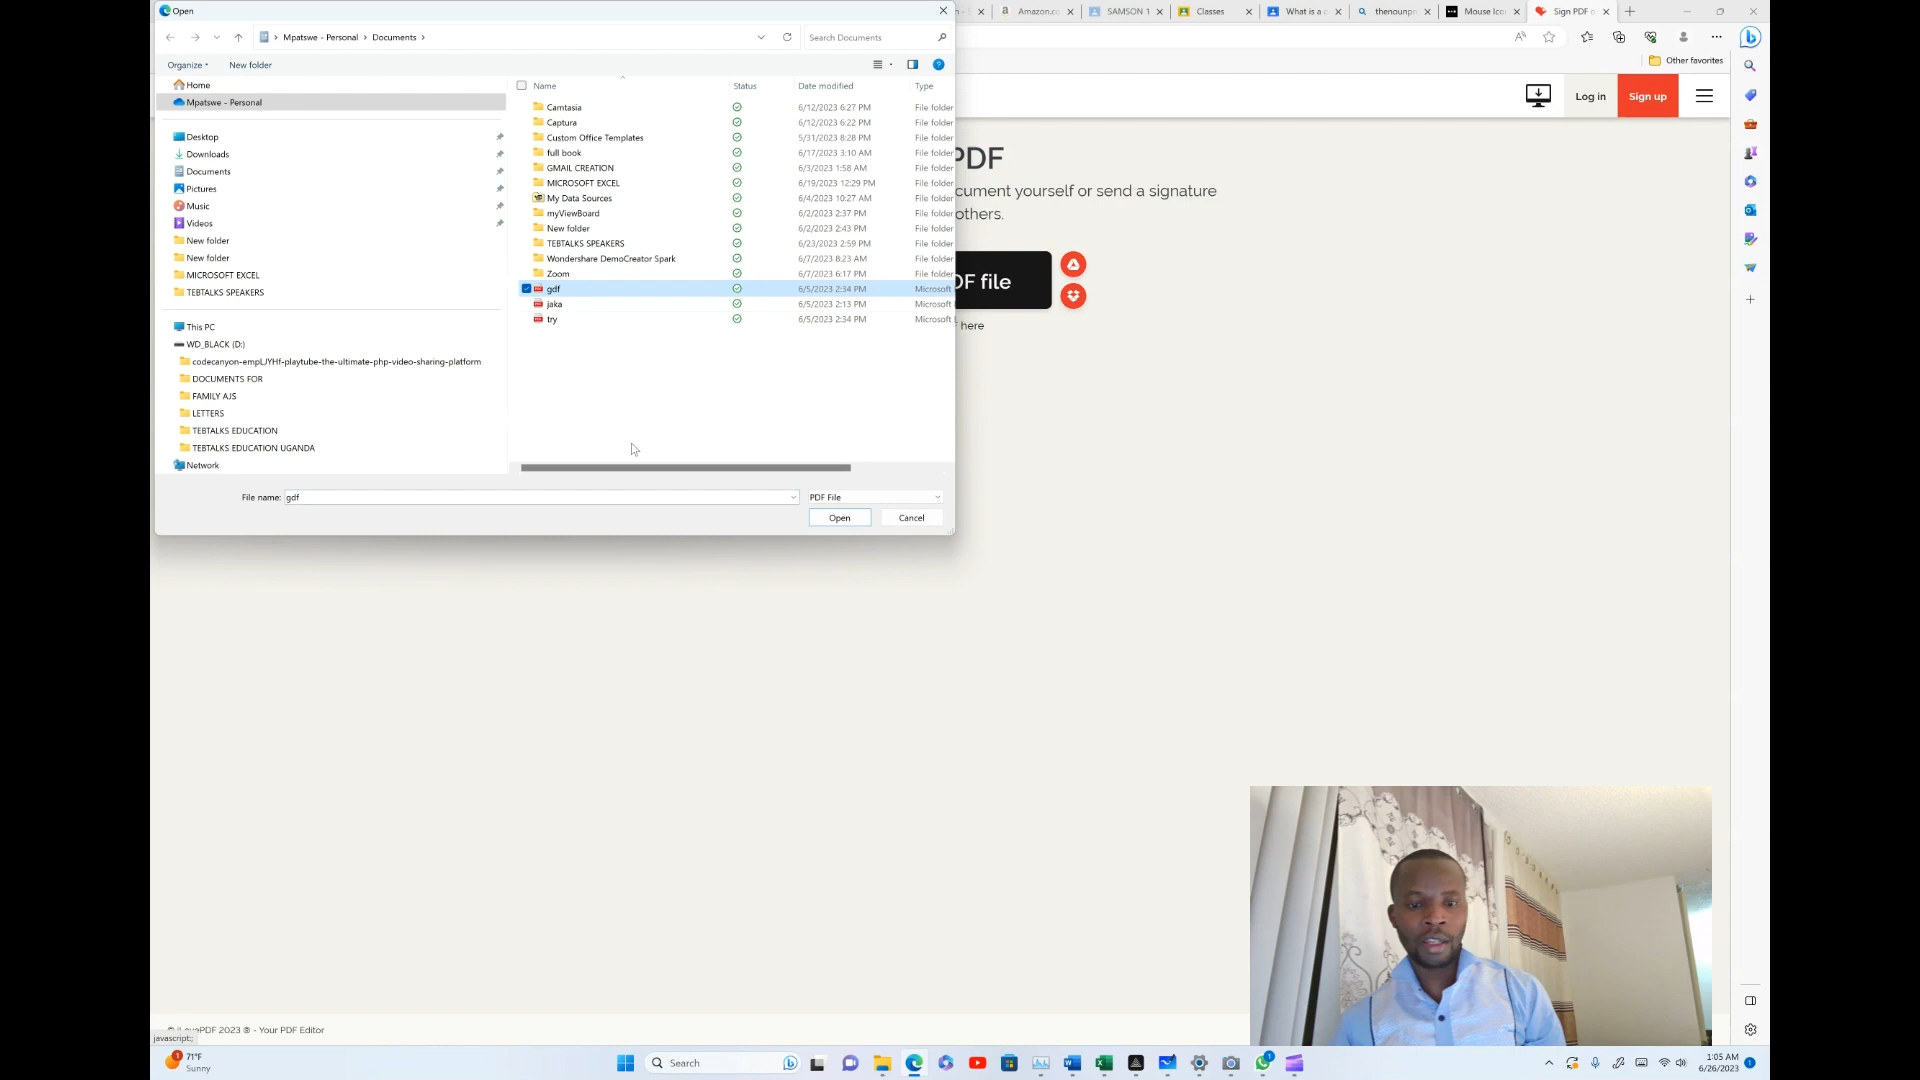 Open
Amazon.co
SAMSON 1
Classes
What is a c
thenounpr
Mouse Ico
Sign PDF o
Mpatswe - Personal > Documents >
Search Documents
Organize
New folder
Other favorites
Home
Mpatswe - Personal
Desktop
Downloads
Documents
Pictures
Music
Videos
New folder
New folder
MICROSOFT EXCEL
TEBTALKS SPEAKERS
This PC
WD_BLACK (D:)
codecanyon-empLJYHf-playtube-the-ultimate-php-video-sharing-platform
DOCUMENTS FOR
FAMILY AJS
LETTERS
TEBTALKS EDUCATION
TEBTALKS EDUCATION UGANDA
Network
Name Status Date modified Type
Camtasia 6/12/2023 6:27 PM File folder
Captura 6/12/2023 6:22 PM File folder
Custom Office Templates 5/31/2023 8:28 PM File folder
full book 6/17/2023 3:10 AM File folder
GMAIL CREATION 6/3/2023 1:58 AM File folder
MICROSOFT EXCEL 6/19/2023 12:29 PM File folder
My Data Sources 6/4/2023 10:27 AM File folder
myViewBoard 6/2/2023 2:37 PM File folder
New folder 6/2/2023 2:43 PM File folder
TEBTALKS SPEAKERS 6/23/2023 2:59 PM File folder
Wondershare DemoCreator Spark 6/7/2023 8:23 AM File folder
Zoom 6/7/2023 6:17 PM File folder
gdf 6/5/2023 2:34 PM Microsoft
jaka 6/5/2023 2:13 PM Microsoft
try 6/5/2023 2:34 PM Microsoft
File name: gdf
PDF File
Open
Cancel
Log in
Sign up
PDF
cument yourself or send a signature
others.
DF file
here
PDF 2023 ® - Your PDF Editor
javascript:;
1
71°F
Sunny
Search
1
1:05 AM
6/26/2023